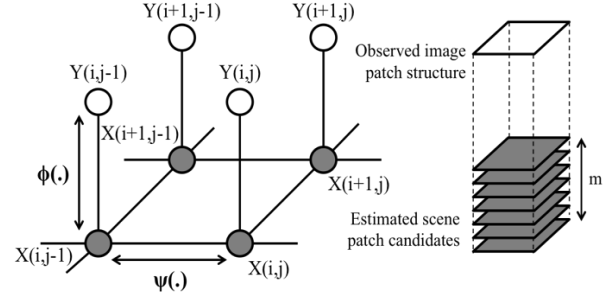 Y(i+1,j-1)
Y(i+1,j)
Y(i,j-1)
Y(i,j)
X(i+1,j-1)
X(i+1,j)
ϕ(.)
X(i,j-1)
X(i,j)
ψ(.)
Observed image
patch structure
m
Estimated scene
patch candidates